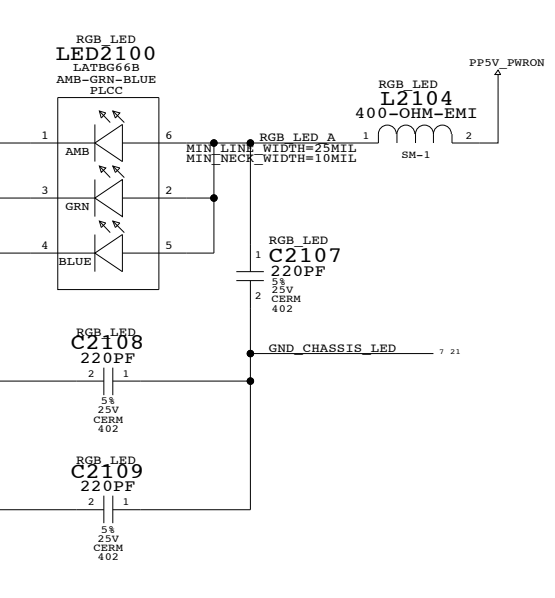 RGB_LED
LED2100
LATBG66B
AMB-GRN-BLUE
PLCC
1
AMB
6
3
GRN
2
4
BLUE
5
RGB_LED_A
MIN_LINE_WIDTH=25MIL
MIN_NECK_WIDTH=10MIL
PP5V_PWRON
RGB_LED
L2104
400-OHM-EMI
1
2
SM-1
RGB_LED
1
C2107
220PF
5%
25V
2
CERM
402
GND_CHASSIS_LED
7 21
RGB_LED
C2108
220PF
2 1
5%
25V
CERM
402
RGB_LED
C2109
220PF
2 1
5%
25V
CERM
402